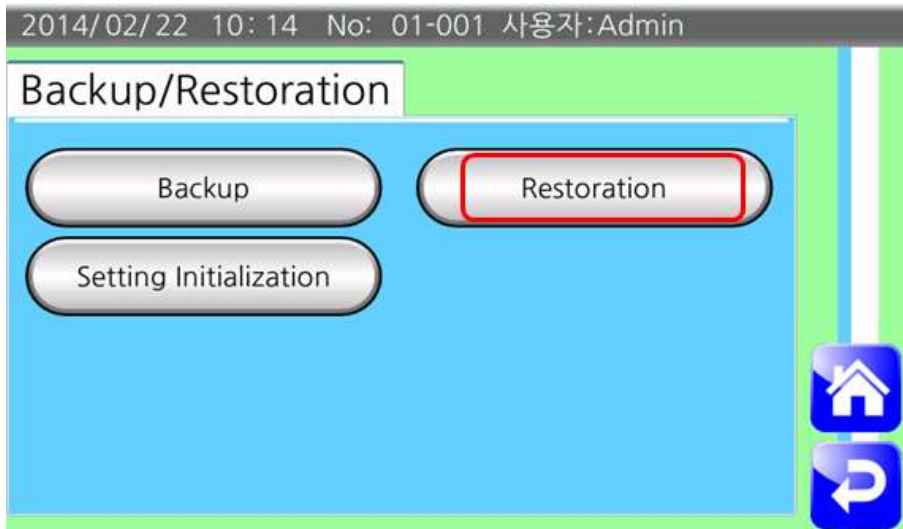 2014/02/22 10:14 No: 01-001 사용자:Admin
Backup/Restoration
Backup
Restoration
Setting Initialization